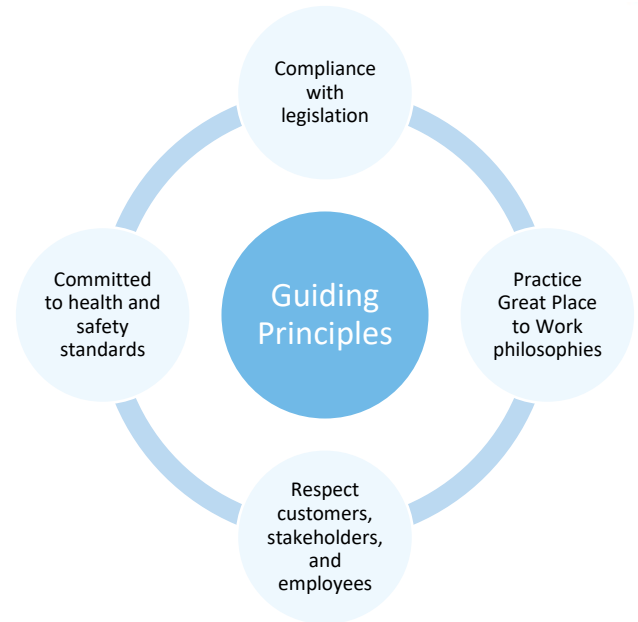 Compliance
with
legislation
Committed
to health and
safety
standards
Guiding
Principles
Practice
Great Place
to Work
philosophies
Respect
customers,
stakeholders,
and
employees